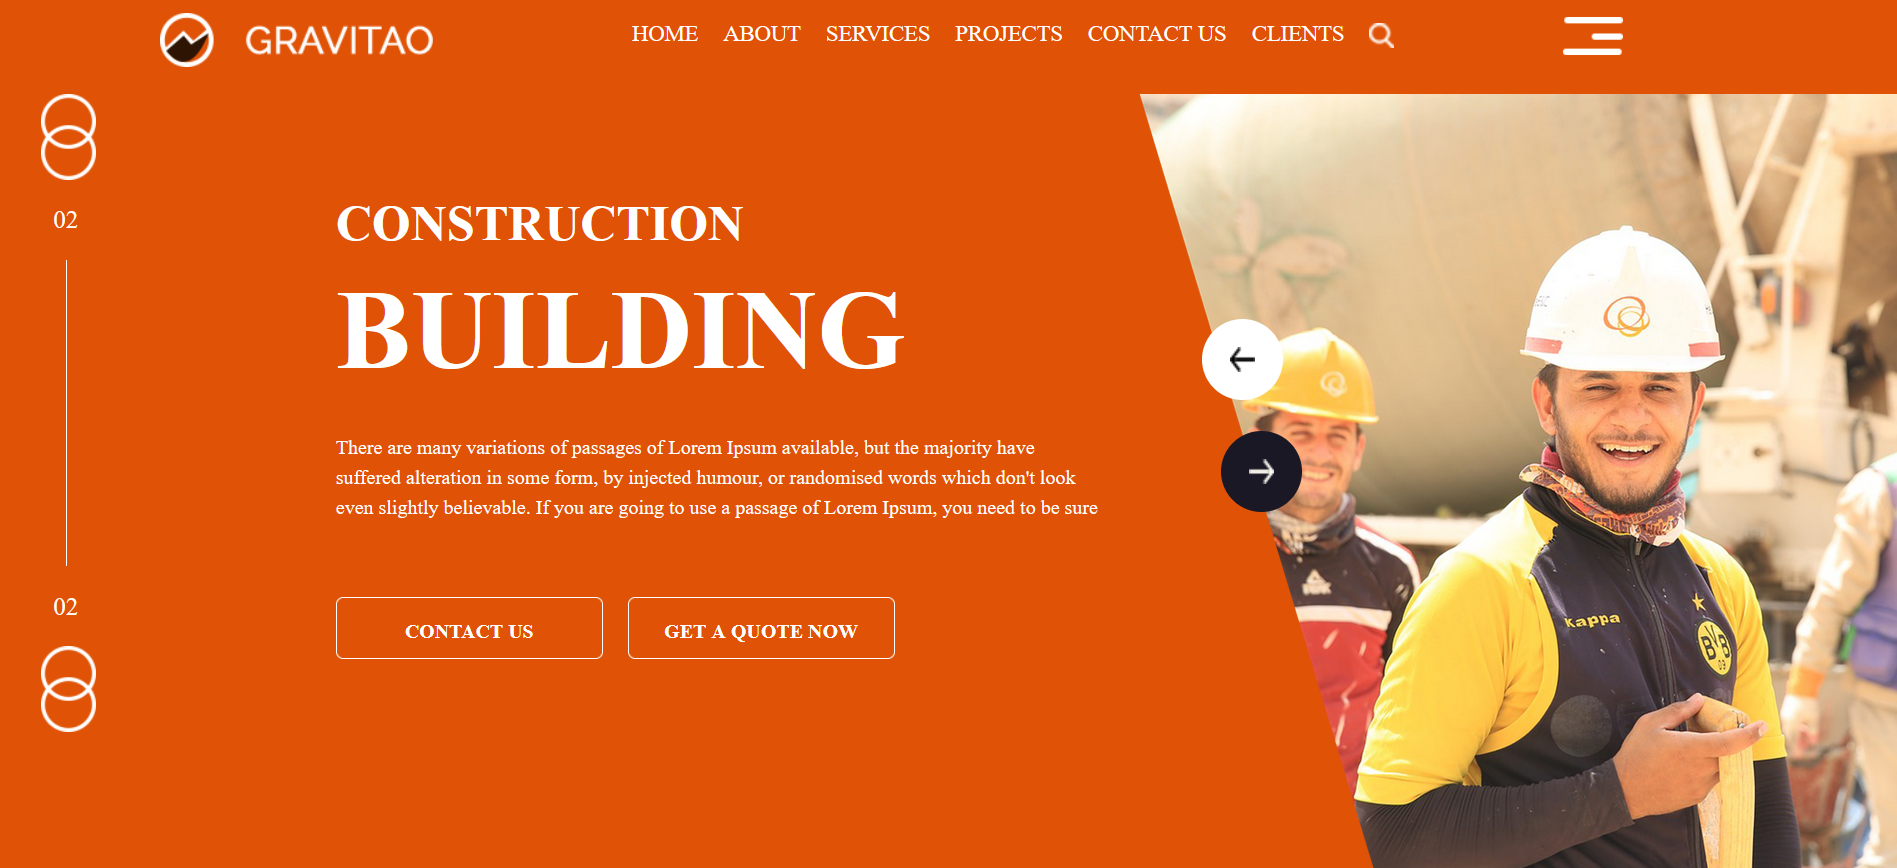 GRAVITAO
HOME ABOUT SERVICES PROJECTS CONTACT US CLIENTS
02
CONSTRUCTION
BUILDING
There are many variations of passages of Lorem Ipsum available, but the majority have
suffered alteration in some form, by injected humour, or randomised words which don't look
even slightly believable. If you are going to use a passage of Lorem Ipsum, you need to be sure
02
CONTACT US GET A QUOTE NOW
Kappa
BVB
09